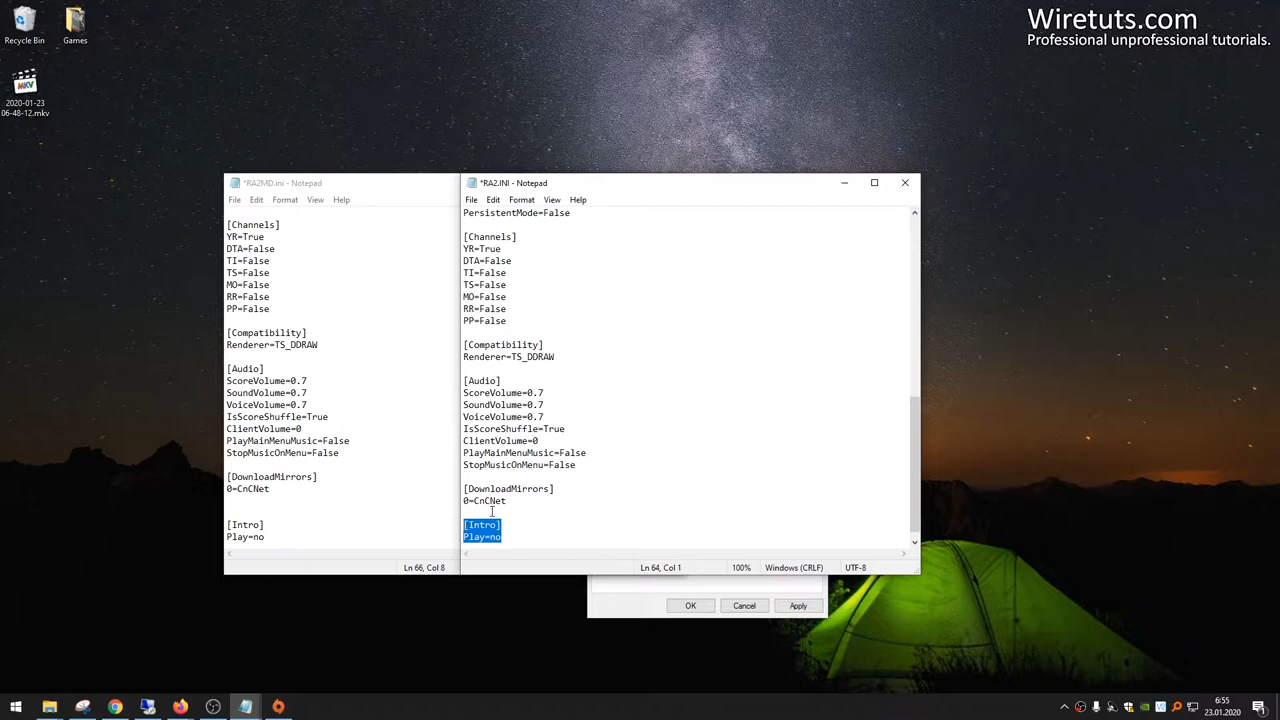 Wiretuts.com
Professional unprofessional tutorials.
Recycle Bin
Games
MKV
2020-01-23
06-48-12.mkv
*RA2MD.ini - Notepad
File Edit Format View Help
[Channels]
YR=True
DTA=False
TI=False
TS=False
MO=False
RR=False
PP=False
[Compatibility]
Renderer=TS_DDRAW
[Audio]
ScoreVolume=0.7
SoundVolume=0.7
VoiceVolume=0.7
IsScoreShuffle=True
ClientVolume=0
PlayMainMenuMusic=False
StopMusicOnMenu=False
[DownloadMirrors]
0=CnCNet
[Intro]
Play=no
Ln 66, Col 8
*RA2.INI - Notepad
File Edit Format View Help
PersistentMode=False
[Channels]
YR=True
DTA=False
TI=False
TS=False
MO=False
RR=False
PP=False
[Compatibility]
Renderer=TS_DDRAW
[Audio]
ScoreVolume=0.7
SoundVolume=0.7
VoiceVolume=0.7
IsScoreShuffle=True
ClientVolume=0
PlayMainMenuMusic=False
StopMusicOnMenu=False
[DownloadMirrors]
0=CnCNet
[Intro]
Play=no
Ln 64, Col 1 100% Windows (CRLF) UTF-8
OK Cancel Apply
6:55
23.01.2020